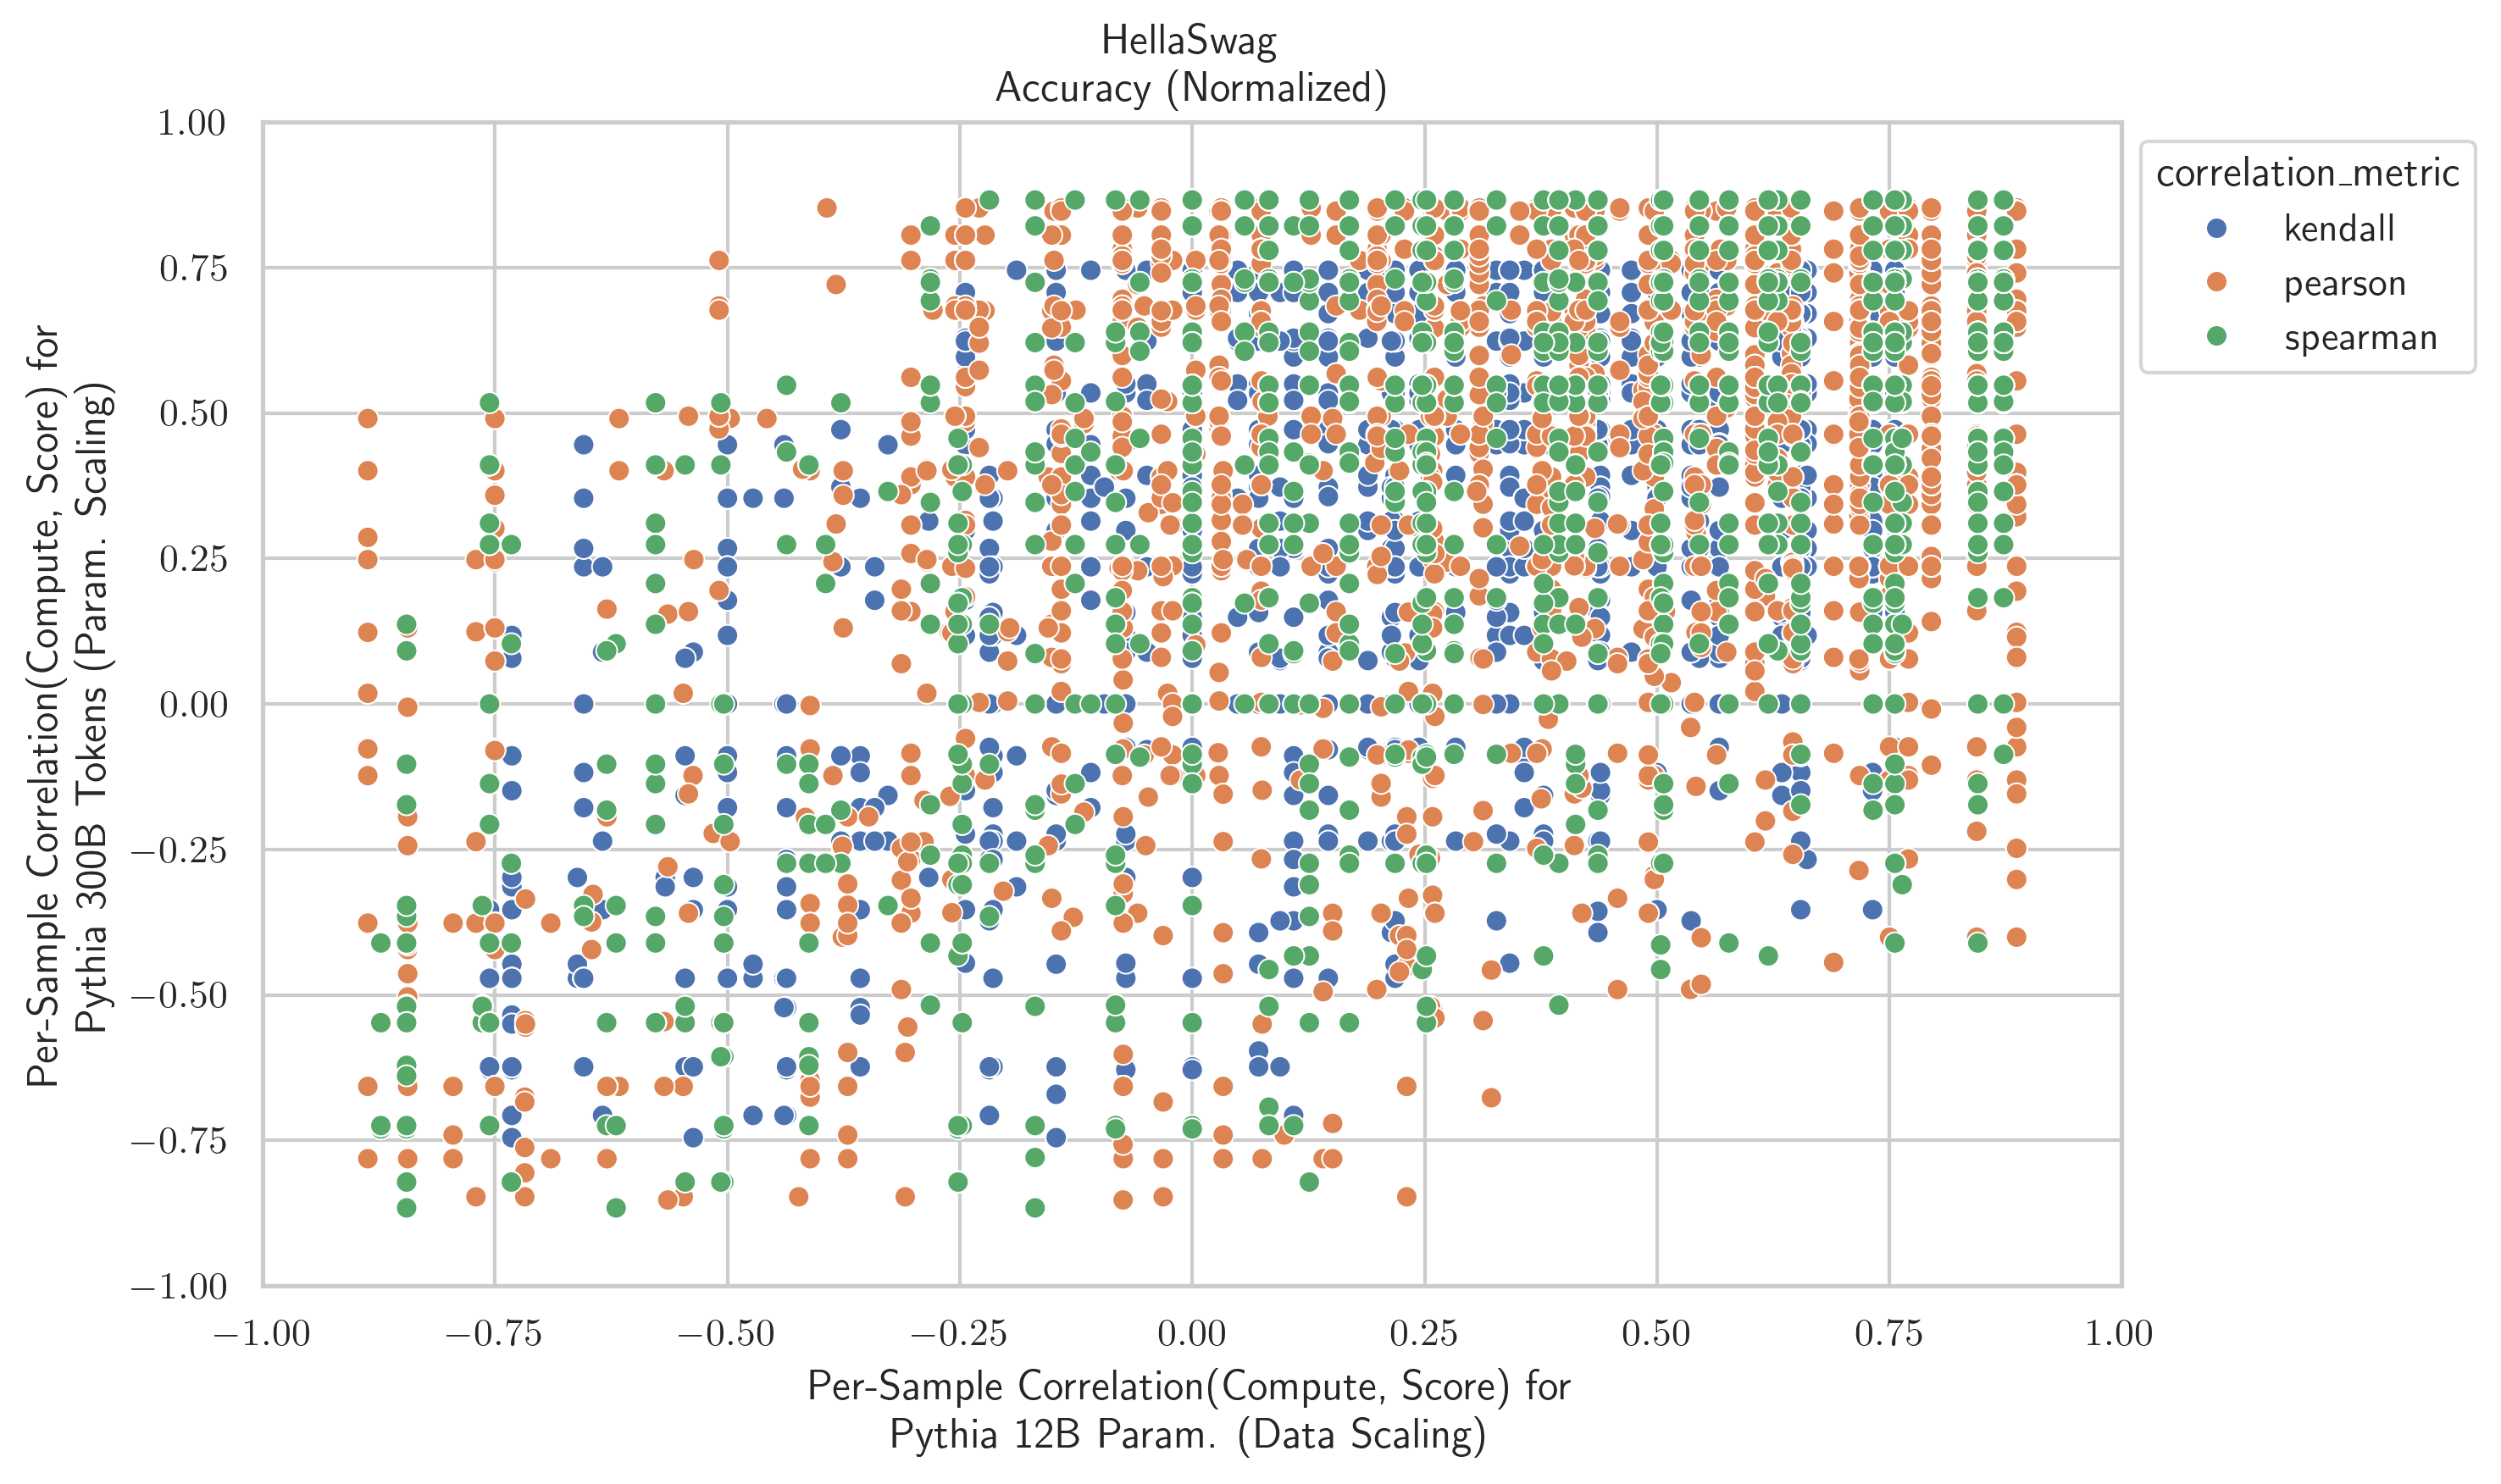 HellaSwag
Accuracy (Normalized)
Per-Sample Correlation(Compute, Score) for
Pythia 300B Tokens (Param. Scaling)
1.00
0.75
0.50
0.25
0.00
−0.25
−0.50
−0.75
−1.00
−1.00 −0.75 −0.50 −0.25 0.00 0.25 0.50 0.75 1.00
Per-Sample Correlation(Compute, Score) for
Pythia 12B Param. (Data Scaling)
correlation_metric
kendall
pearson
spearman